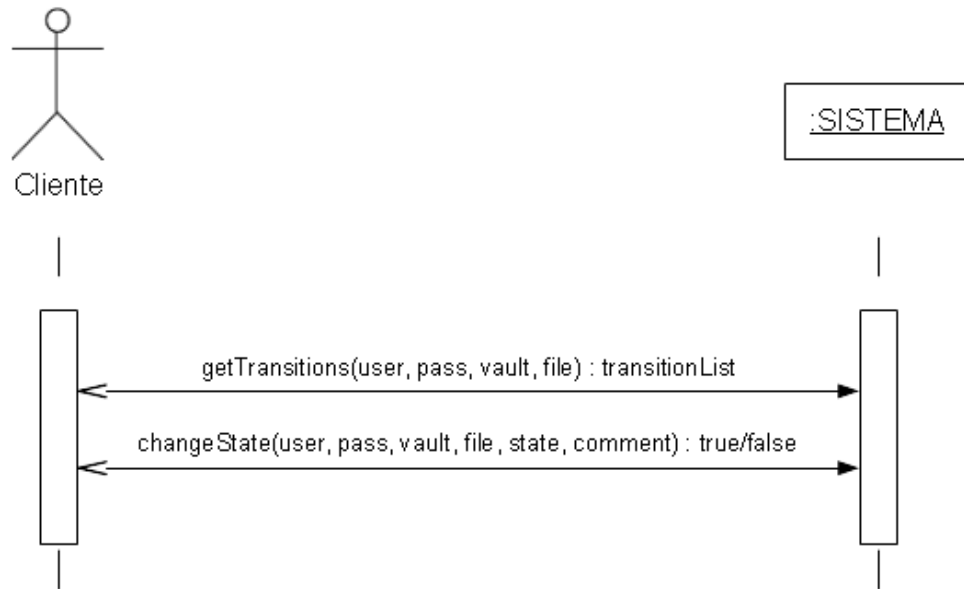 :SISTEMA
Cliente
getTransitions(user, pass, vault, file) : transitionList
changeState(user, pass, vault, file, state, comment) : true/false